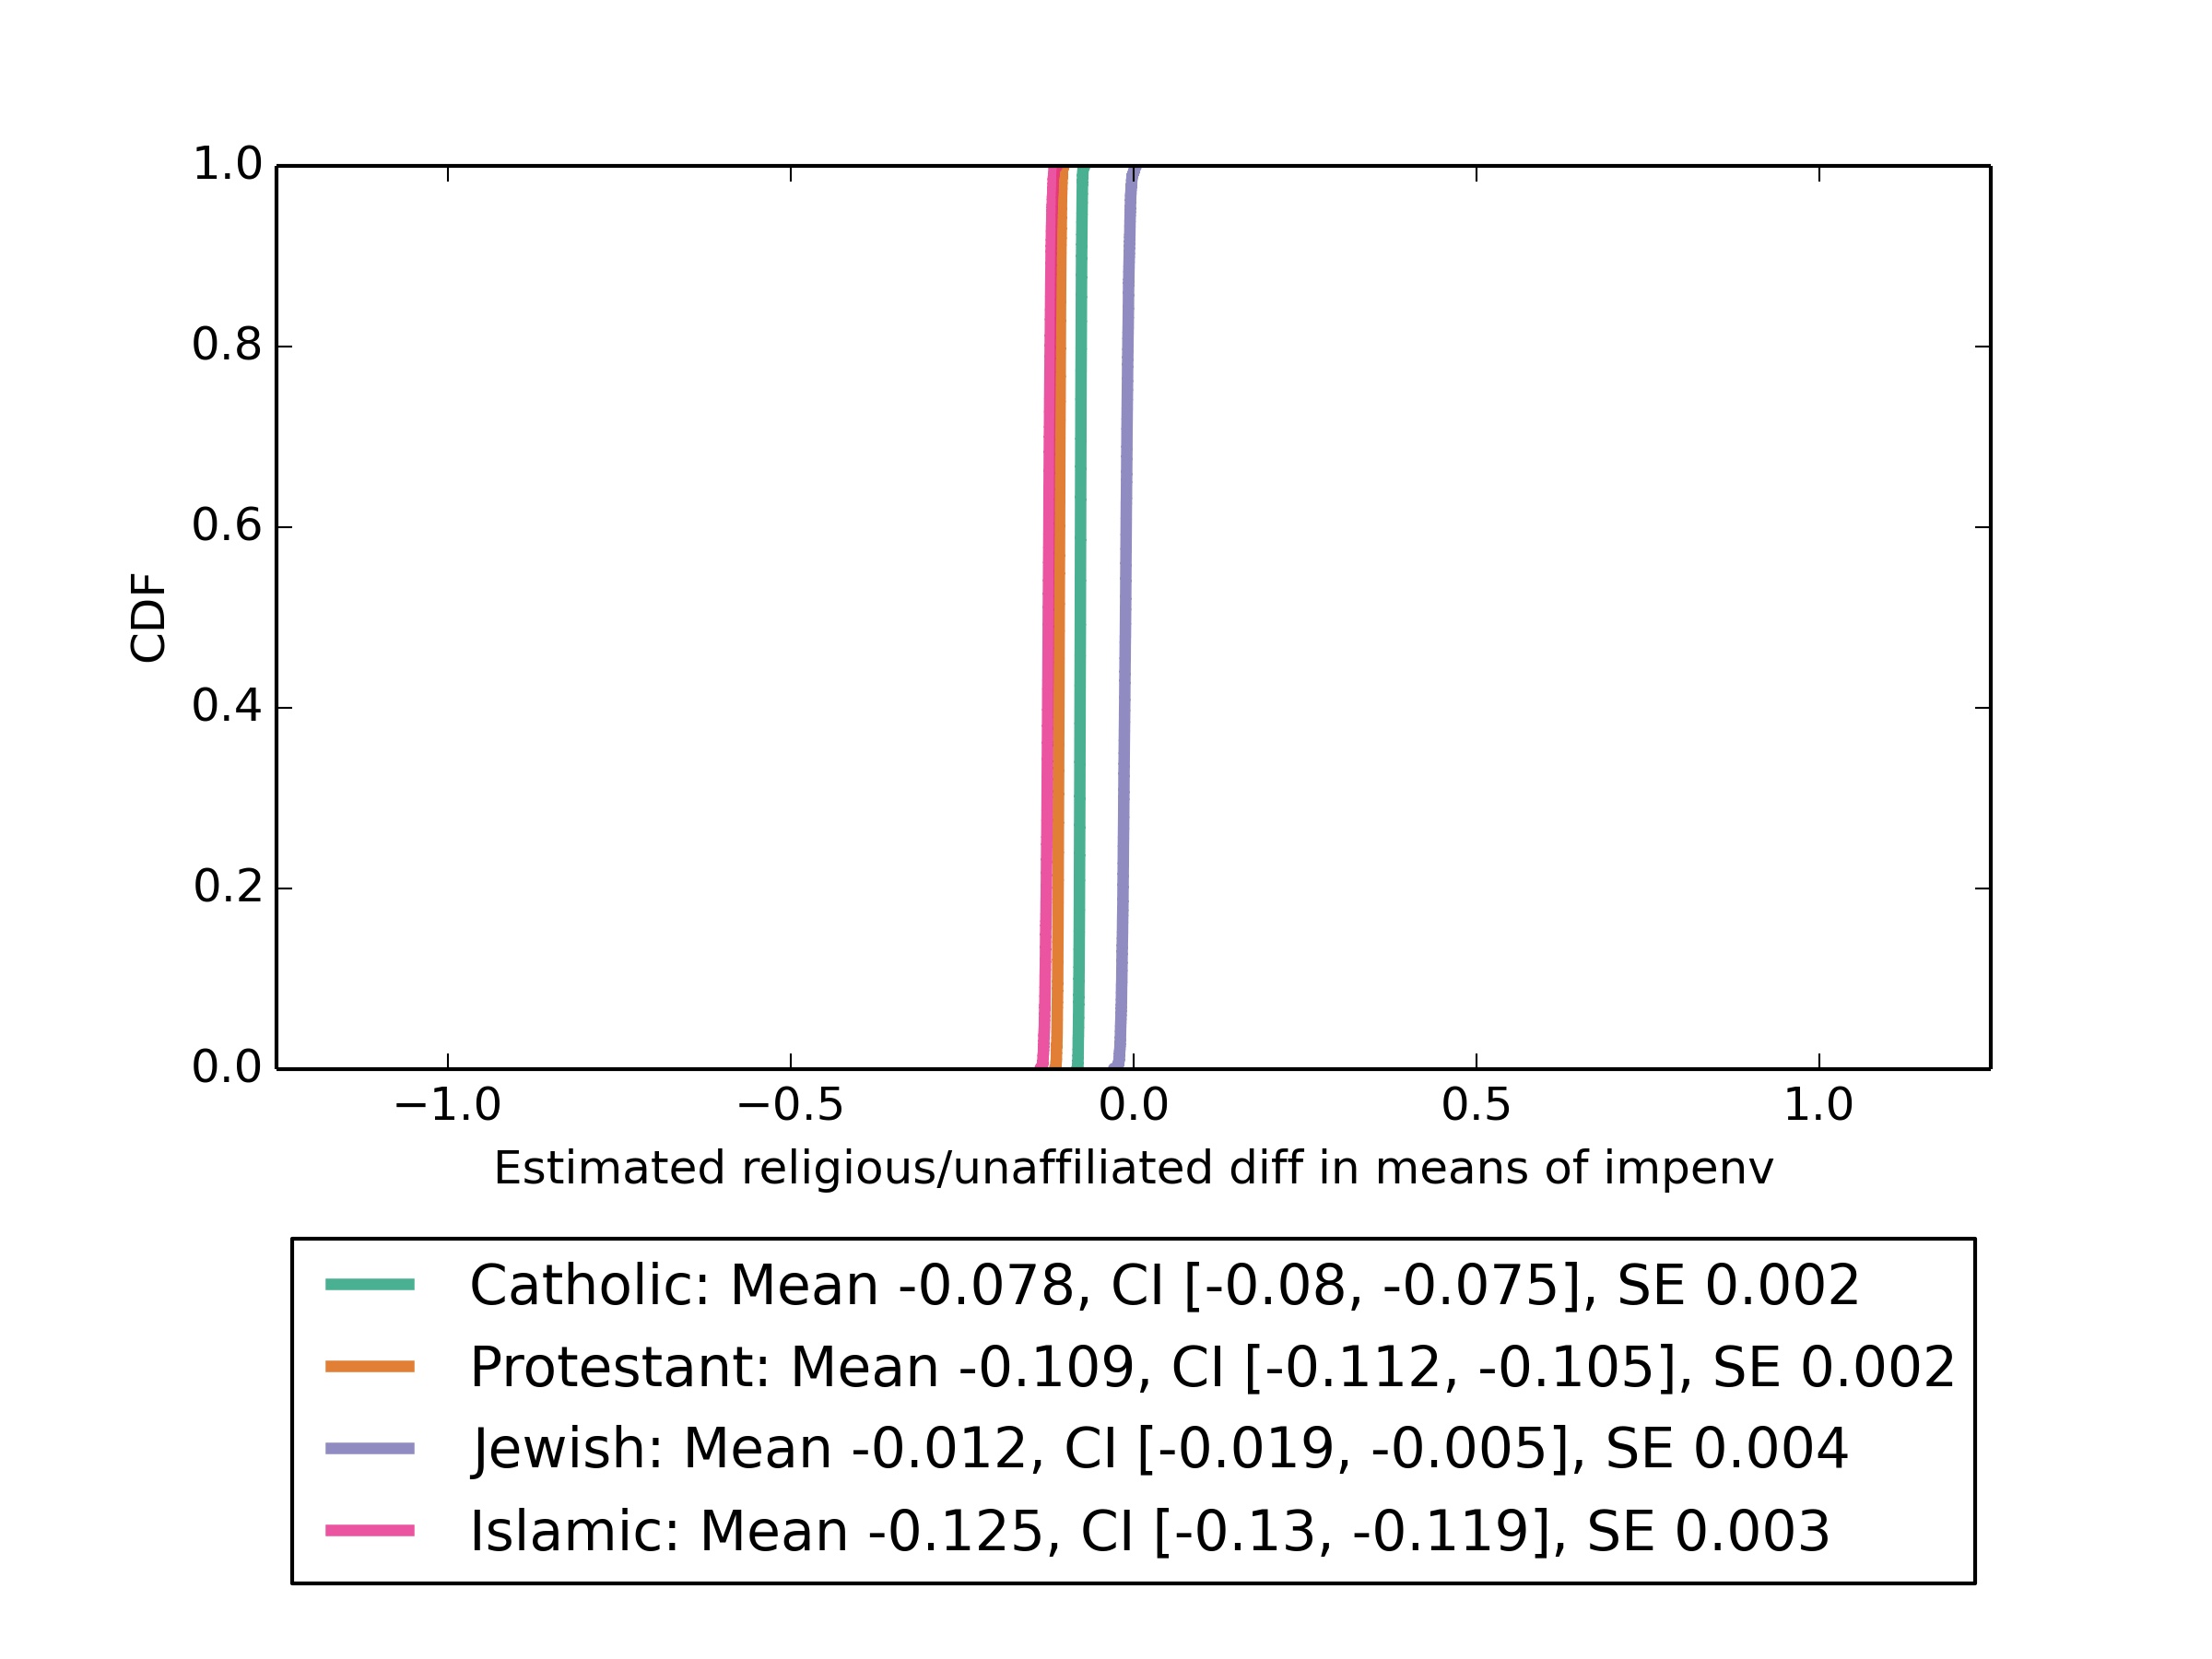 1.0
0.8
0.6
0.4
0.2
0.0
CDF
−1.0 −0.5 0.0 0.5 1.0
Estimated religious/unaffiliated diff in means of impenv
Catholic: Mean -0.078, CI [-0.08, -0.075], SE 0.002
Protestant: Mean -0.109, CI [-0.112, -0.105], SE 0.002
Jewish: Mean -0.012, CI [-0.019, -0.005], SE 0.004
Islamic: Mean -0.125, CI [-0.13, -0.119], SE 0.003